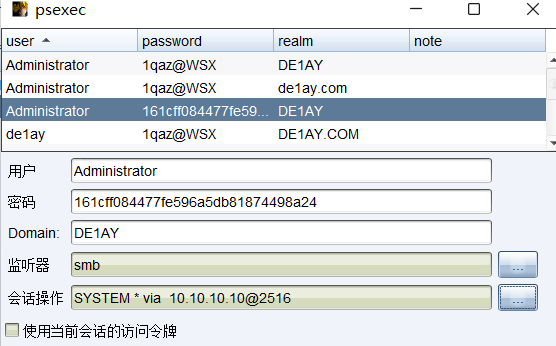 psexec
user password realm note
Administrator 1qaz@WSX DE1AY
Administrator 1qaz@WSX de1ay.com
Administrator 161cff084477fe59... DE1AY
de1ay 1qaz@WSX DE1AY.COM
用户 Administrator
密码 161cff084477fe596a5db81874498a24
Domain: DE1AY
监听器 smb ...
会话操作 SYSTEM * via 10.10.10.10@2516 ...
使用当前会话的访问令牌